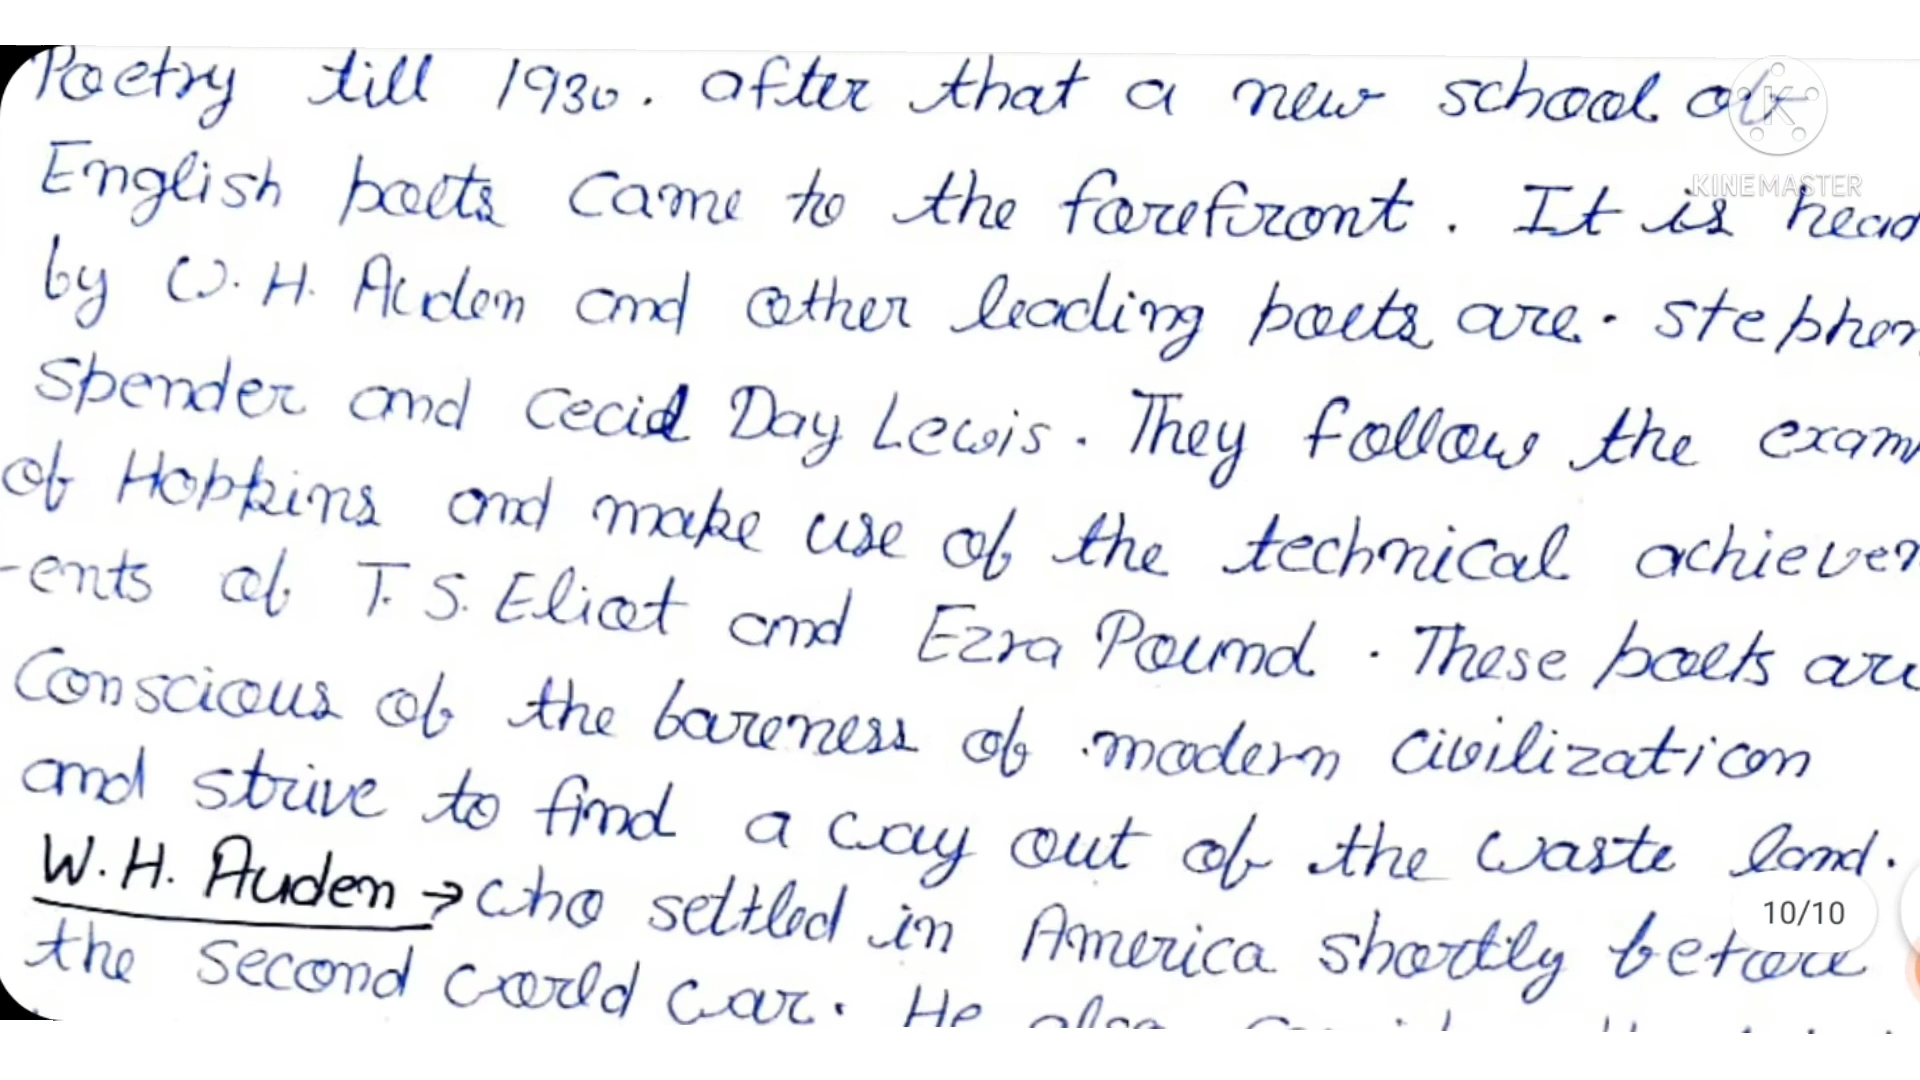 Poetry till 1930. after that a new school of
English poets came to the forefront. It is head
by W.H. Auden and other leading poets are. stephen
spender and cecid Day Lewis. They follow the exam
of Hopkins and make use of the technical achievem
-ents of T.S. Eliot and Ezra Pound. These poets are
Conscious of the bareness of modern civilization
and strive to find a way out of the waste land.
W.H. Auden → who settled in America shortly before
the second world war. He also
KINEMASTER
10/10